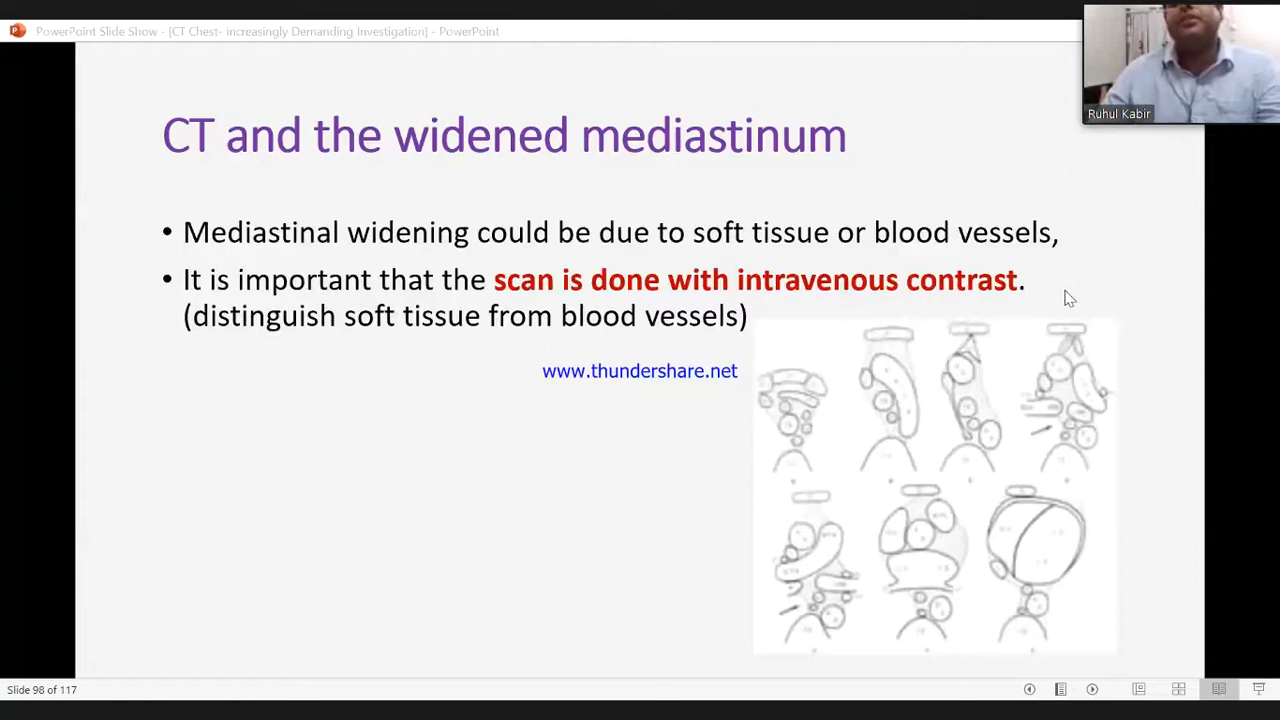 PowerPoint Slide Show - [CT Chest- increasingly Demanding Investigation] - PowerPoint
Ruhul Kabir
CT and the widened mediastinum
• Mediastinal widening could be due to soft tissue or blood vessels,
• It is important that the scan is done with intravenous contrast.
(distinguish soft tissue from blood vessels)
www.thundershare.net
Slide 98 of 117